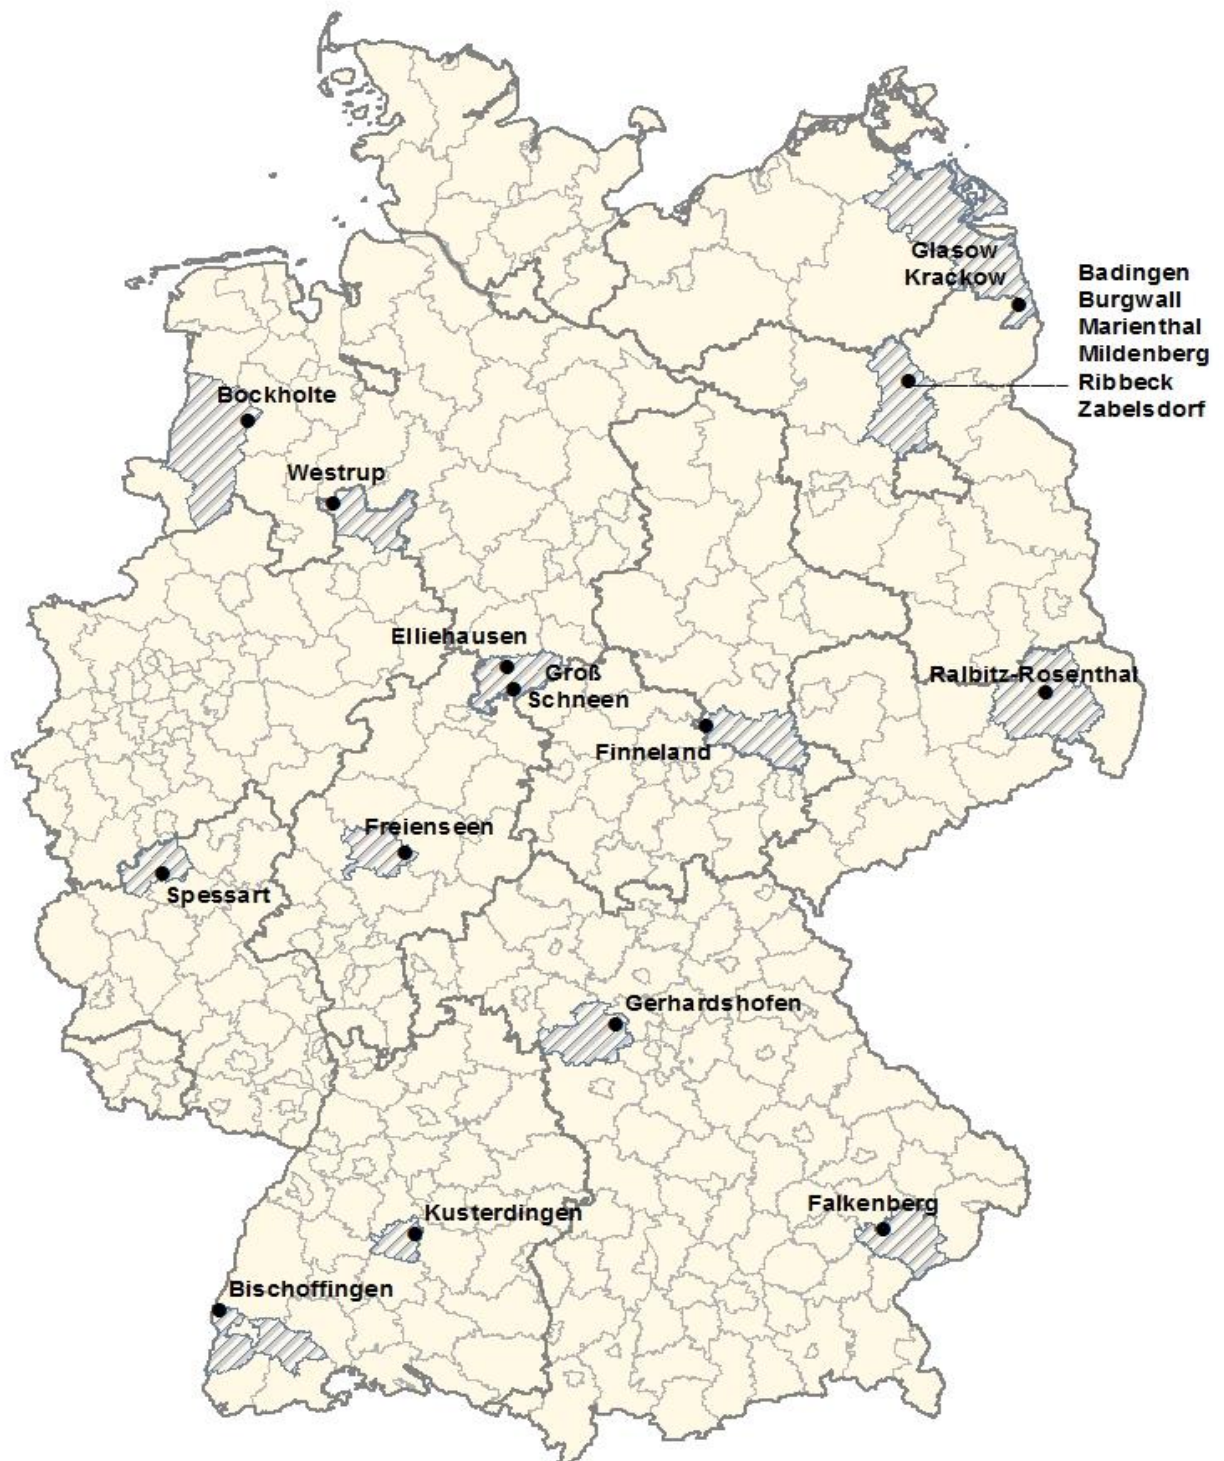 Glasow
Krackow
Badingen
Burgwall
Marienthal
Mildenberg
Ribbeck
Zabelsdorf
Bockholte
Westrup
Elliehausen
Groß
Schneen
Ralbitz-Rosenthal
Finneland
Freienseen
Spessart
Gerhardshofen
Falkenberg
Kusterdingen
Bischoffingen